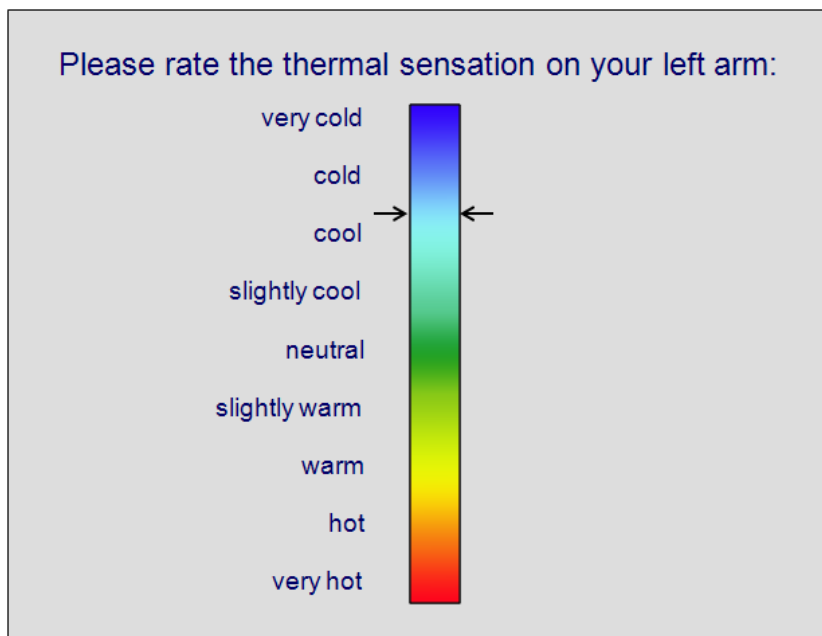 Please rate the thermal sensation on your left arm:
very cold
cold
cool
slightly cool
neutral
slightly warm
warm
hot
very hot